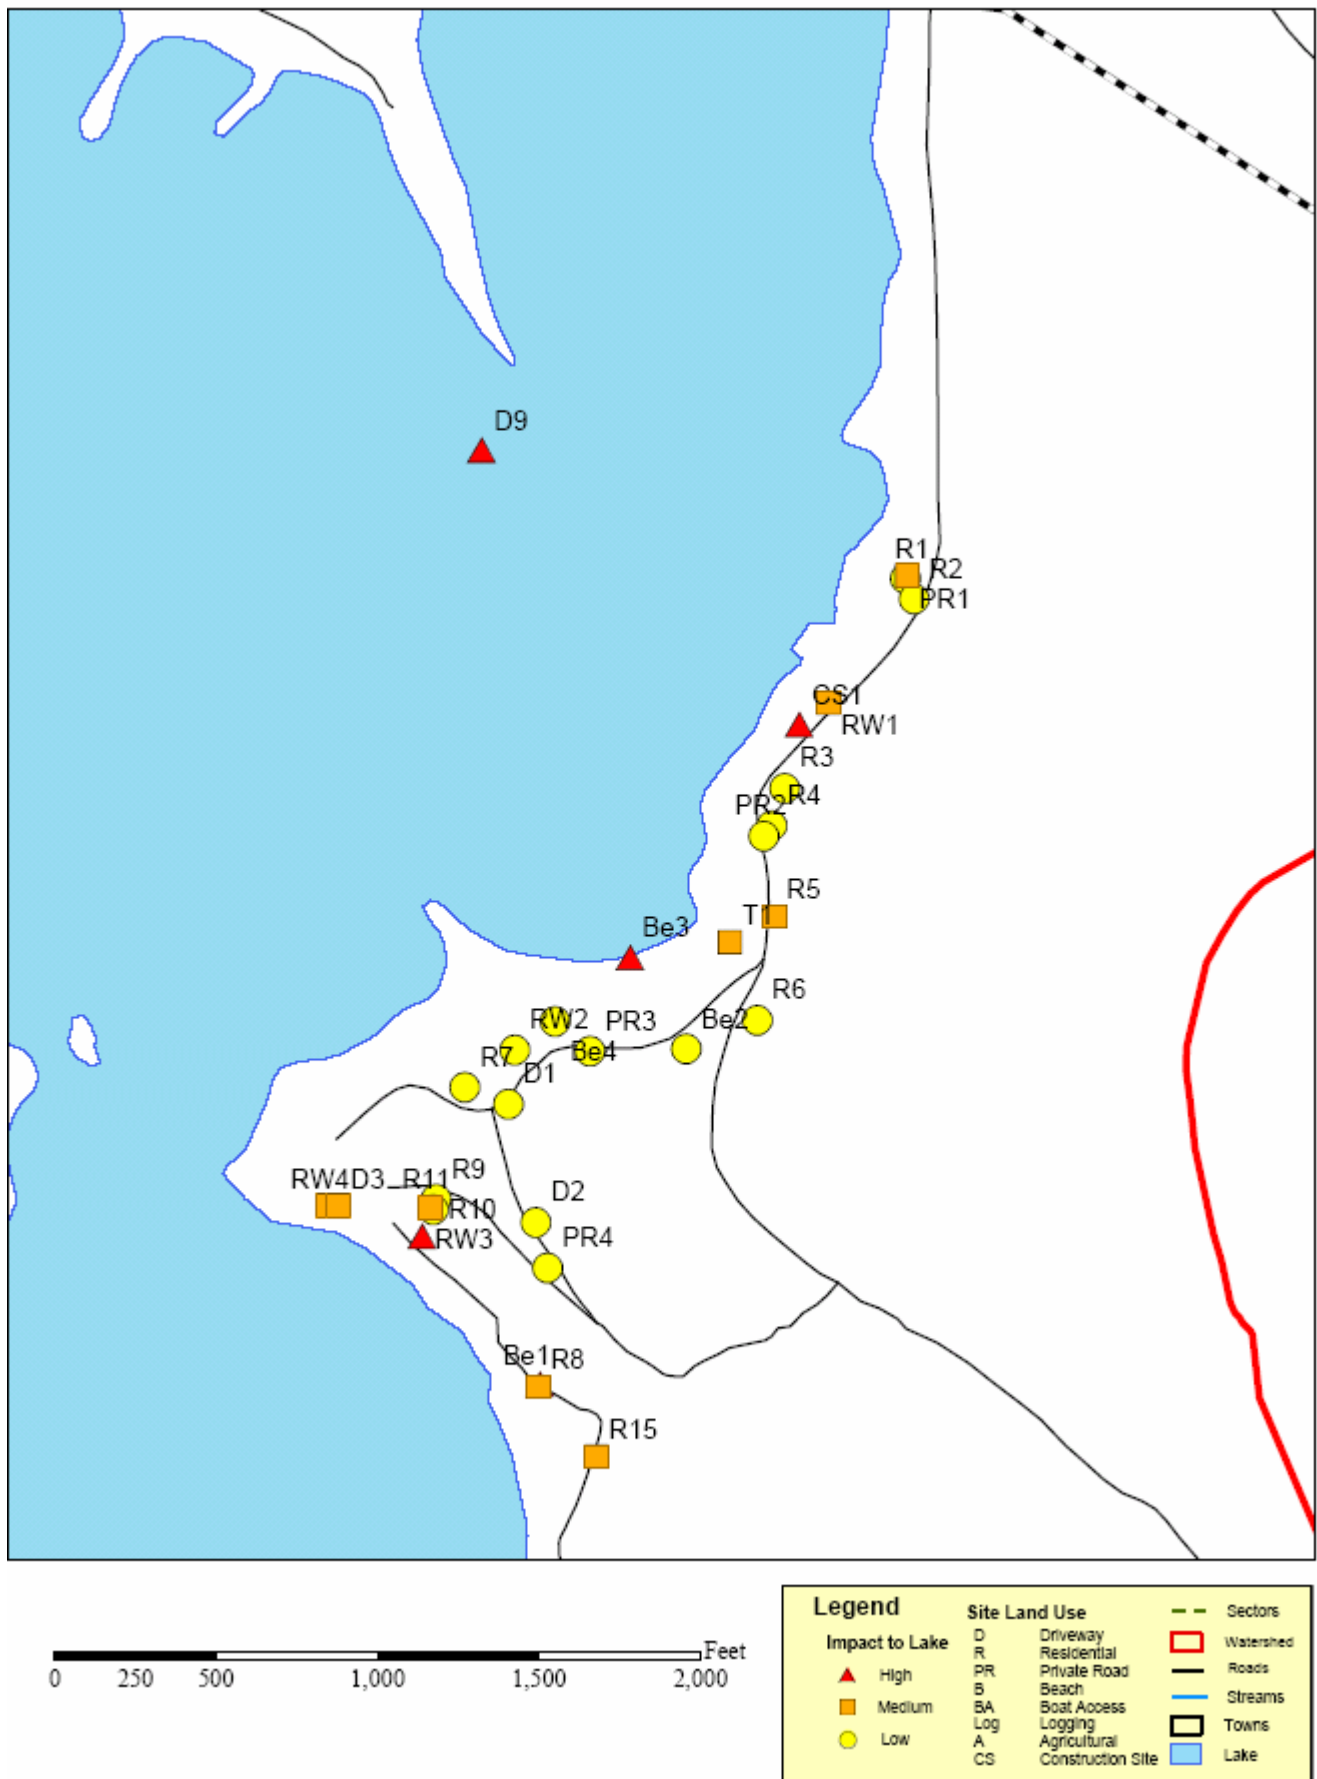 D9
R1
R2
PR1
CS1
RW1
R3
R4
PR2
R5
T1
Be3
R6
RW2
PR3
Be2
Be4
R7
D1
RW4
D3
R11
R9
R10
RW3
D2
PR4
Be1
R8
R15
Feet
0 250 500 1,000 1,500 2,000
Legend
Impact to Lake
High
Medium
Low
Site Land Use
D Driveway
R Residential
PR Private Road
B Beach
BA Boat Access
Log Logging
A Agricultural
CS Construction Site
Sectors
Watershed
Roads
Streams
Towns
Lake